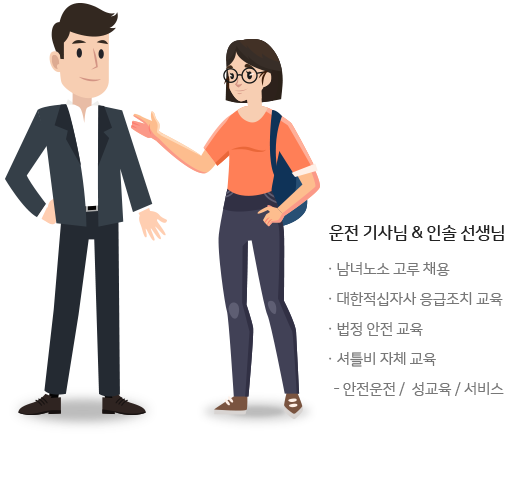 운전 기사님 & 인솔 선생님
· 남녀노소 고루 채용
· 대한적십자사 응급조치 교육
· 법정 안전 교육
· 셔틀비 자체 교육
- 안전운전 / 성교육 / 서비스